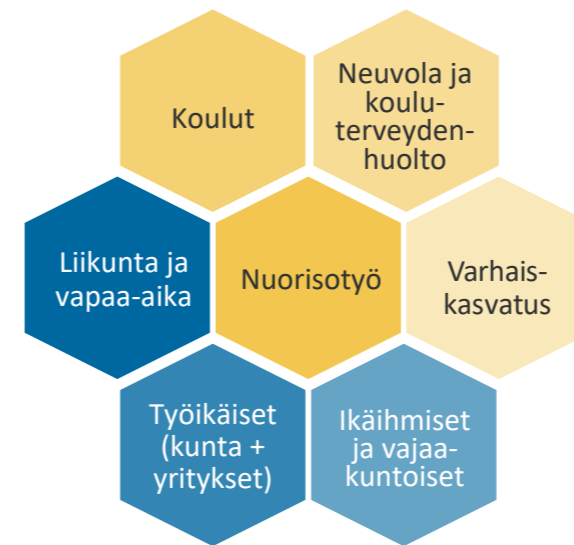 Koulut
Neuvola ja
koulu-
terveyden-
huolto
Liikunta ja
vapaa-aika
Nuorisotyö
Varhais-
kasvatus
Työikäiset
(kunta +
yritykset)
Ikäihmiset
ja vajaa-
kuntoiset